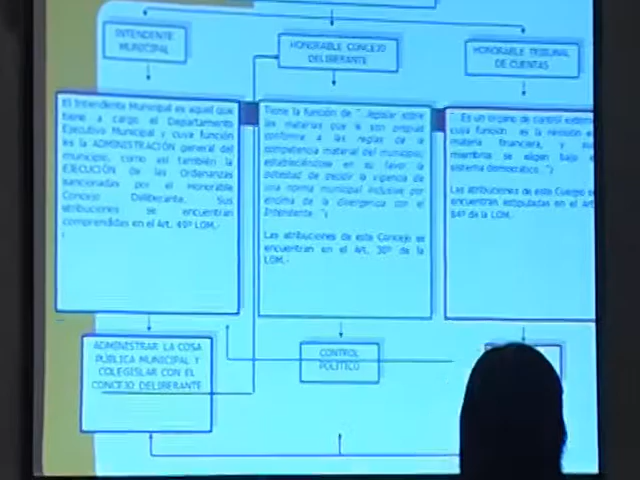 INTENDENTE
MUNICIPAL
HONORABLE CONCEJO
DELIBERANTE
HONORABLE TRIBUNAL
DE CUENTAS
El Intendente Municipal es aquel que
tiene a cargo el Departamento
Ejecutivo Municipal y cuya función
es la ADMINISTRACIÓN general del
municipio, como así también la
EJECUCIÓN de las Ordenanzas
sancionadas por el Honorable
Concejo Deliberante. Sus
atribuciones se encuentran
comprendidas en el Art. 49º LOM.-
Tiene la función de "...legislar sobre
las materias que le son propias
conforme a las reglas de la
competencia material del municipio,
estableciéndose en su favor la
potestad de decidir la vigencia de
una norma municipal inclusive por
encima de la divergencia con el
Intendente."
Las atribuciones de este Concejo se
encuentran en el Art. 30º de la
LOM.-
Es un órgano de control
cuya función es la revisión
materia financiera, y
miembros se eligen bajo
sistema democrático..."
Las atribuciones de este Cuerpo
encuentran estipuladas en el
84º de la LOM.
ADMINISTRAR LA COSA
PÚBLICA MUNICIPAL Y
COLEGISLAR CON EL
CONCEJO DELIBERANTE
CONTROL
POLÍTICO